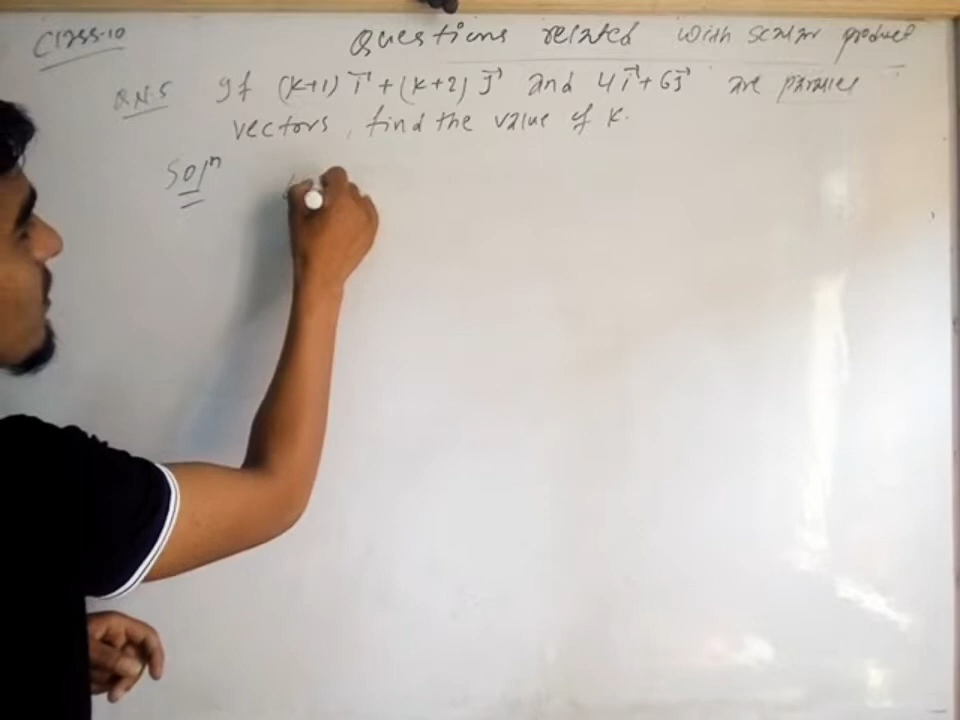 Class-10
Questions related with scalar product
Q.N.5 If (k+1) i⃗ + (k+2) j⃗ and 4i⃗ + 6j⃗ are parallel
vectors, find the value of k.
Solⁿ